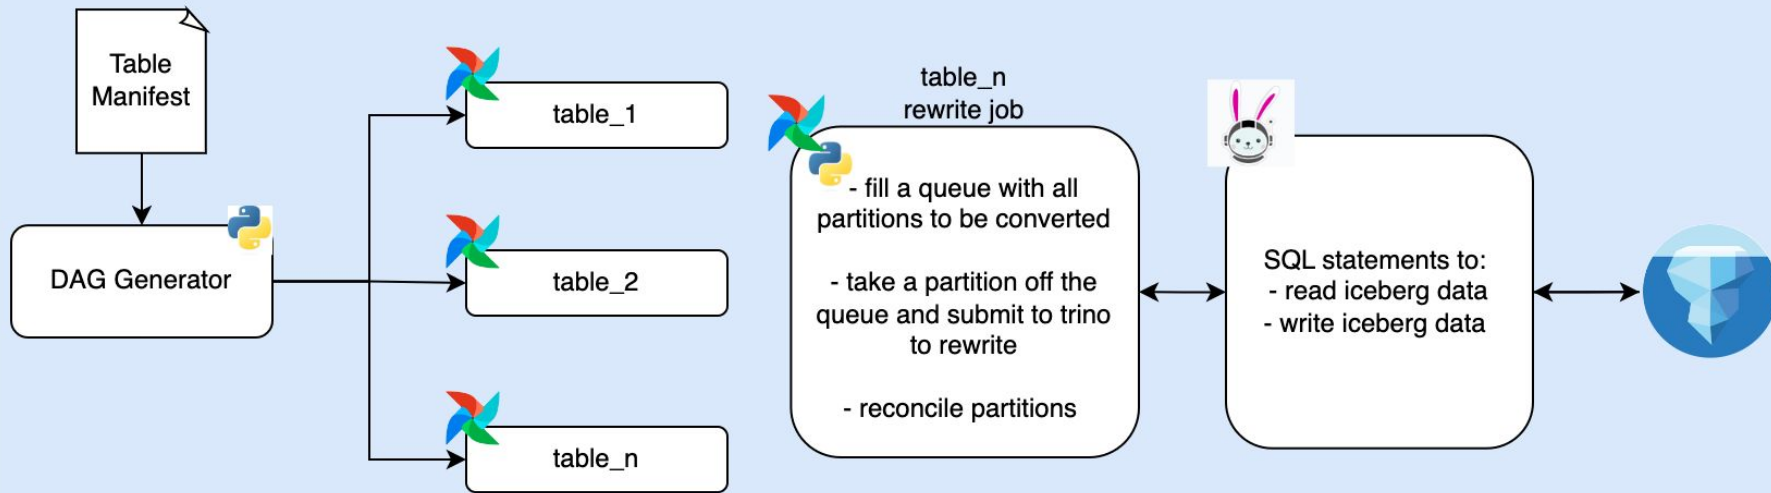 Table
Manifest
DAG Generator
table_1
table_2
table_n
table_n
rewrite job
- fill a queue with all
partitions to be converted
- take a partition off the
queue and submit to trino
to rewrite
- reconcile partitions
SQL statements to:
- read iceberg data
- write iceberg data